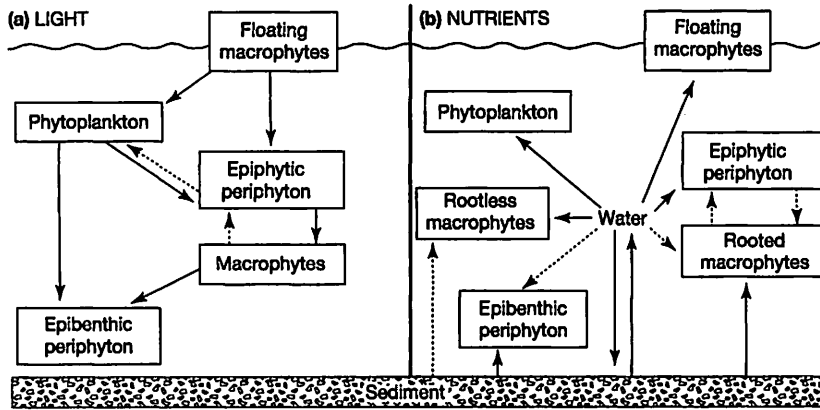 (a) LIGHT
Floating
macrophytes
Phytoplankton
Epiphytic
periphyton
Macrophytes
Epibenthic
periphyton
(b) NUTRIENTS
Floating
macrophytes
Phytoplankton
Epiphytic
periphyton
Rootless
macrophytes
Water
Rooted
macrophytes
Epibenthic
periphyton
Sediment